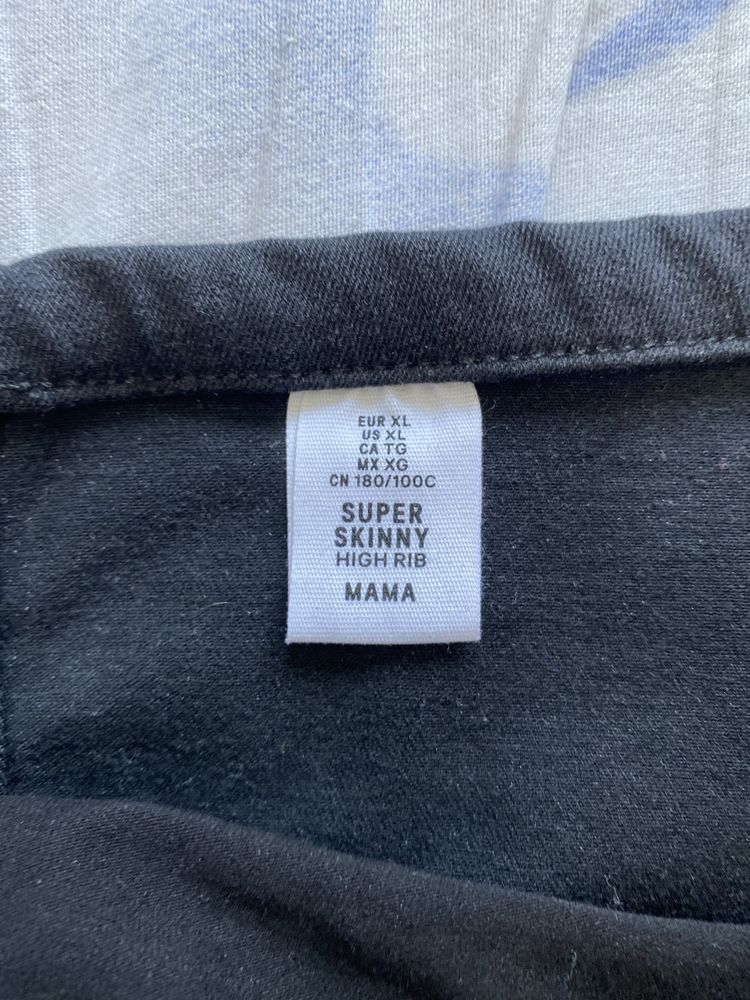 EUR XL
US XL
CA TG
MX XG
CN 180/100C
SUPER
SKINNY
HIGH RIB
MAMA